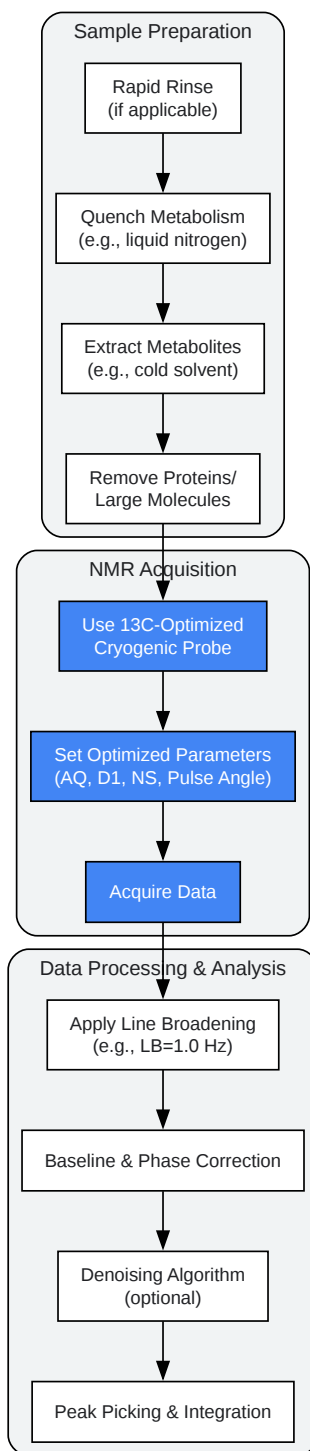 Sample Preparation
Rapid Rinse
(if applicable)
Quench Metabolism
(e.g., liquid nitrogen)
Extract Metabolites
(e.g., cold solvent)
Remove Proteins/
Large Molecules
NMR Acquisition
Use 13C-Optimized
Cryogenic Probe
Set Optimized Parameters
(AQ, D1, NS, Pulse Angle)
Acquire Data
Data Processing & Analysis
Apply Line Broadening
(e.g., LB=1.0 Hz)
Baseline & Phase Correction
Denoising Algorithm
(optional)
Peak Picking & Integration